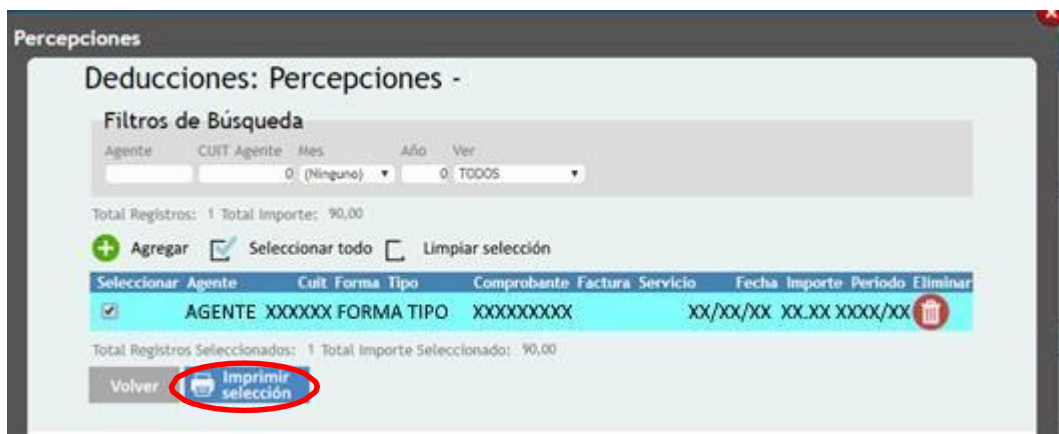 Percepciones
Deducciones: Percepciones -
Filtros de Búsqueda
Agente CUIT Agente Mes Año Ver
0 (Ninguno) 0 TODOS
Total Registros: 1 Total Importe: 90,00
Agregar Seleccionar todo Limpiar selección
Seleccionar Agente Cuit Forma Tipo Comprobante Factura Servicio Fecha Importe Periodo Eliminar
AGENTE XXXXXX FORMA TIPO XXXXXXXXX XX/XX/XX XX.XX XXXX/XX
Total Registros Seleccionados: 1 Total Importe Seleccionado: 90,00
Volver Imprimir
selección